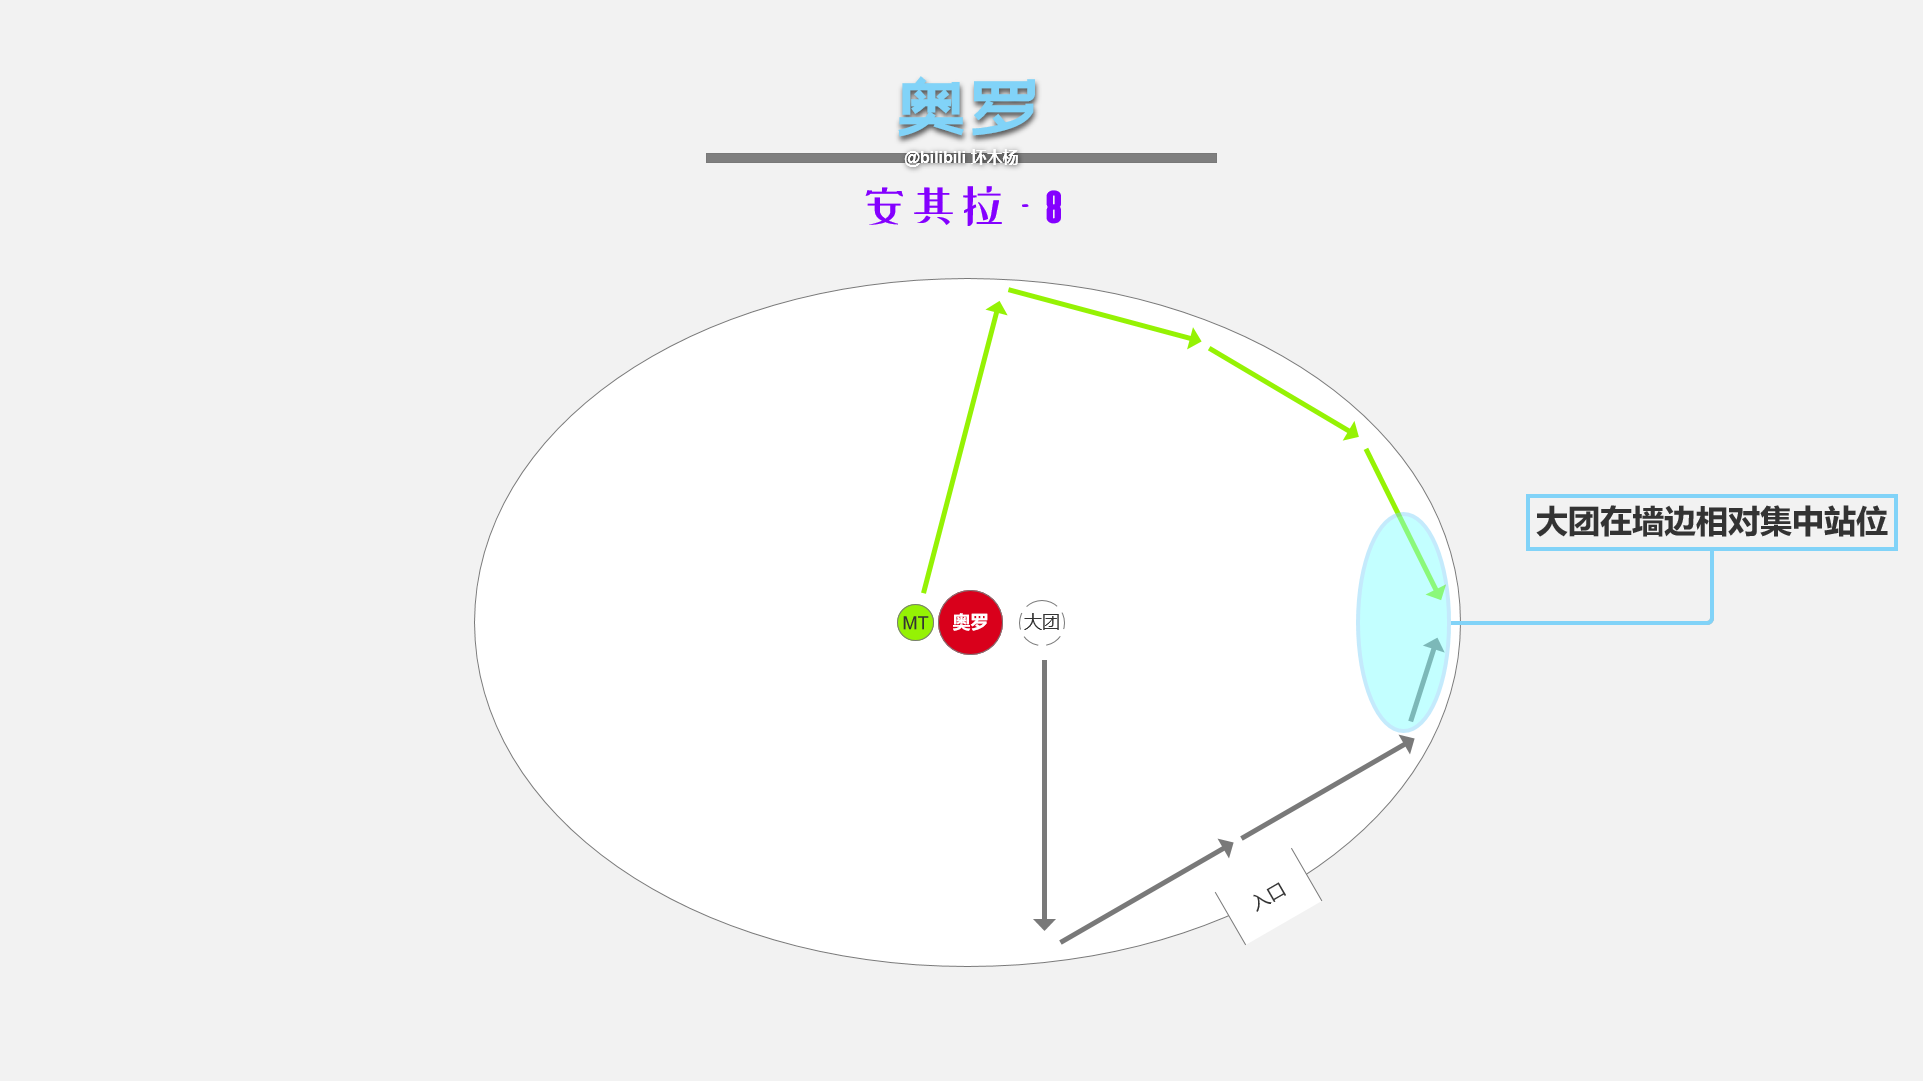 奥罗
@bilibili 坏木杨
安其拉 - 8
大团在墙边相对集中站位
MT
奥罗
大团
入口